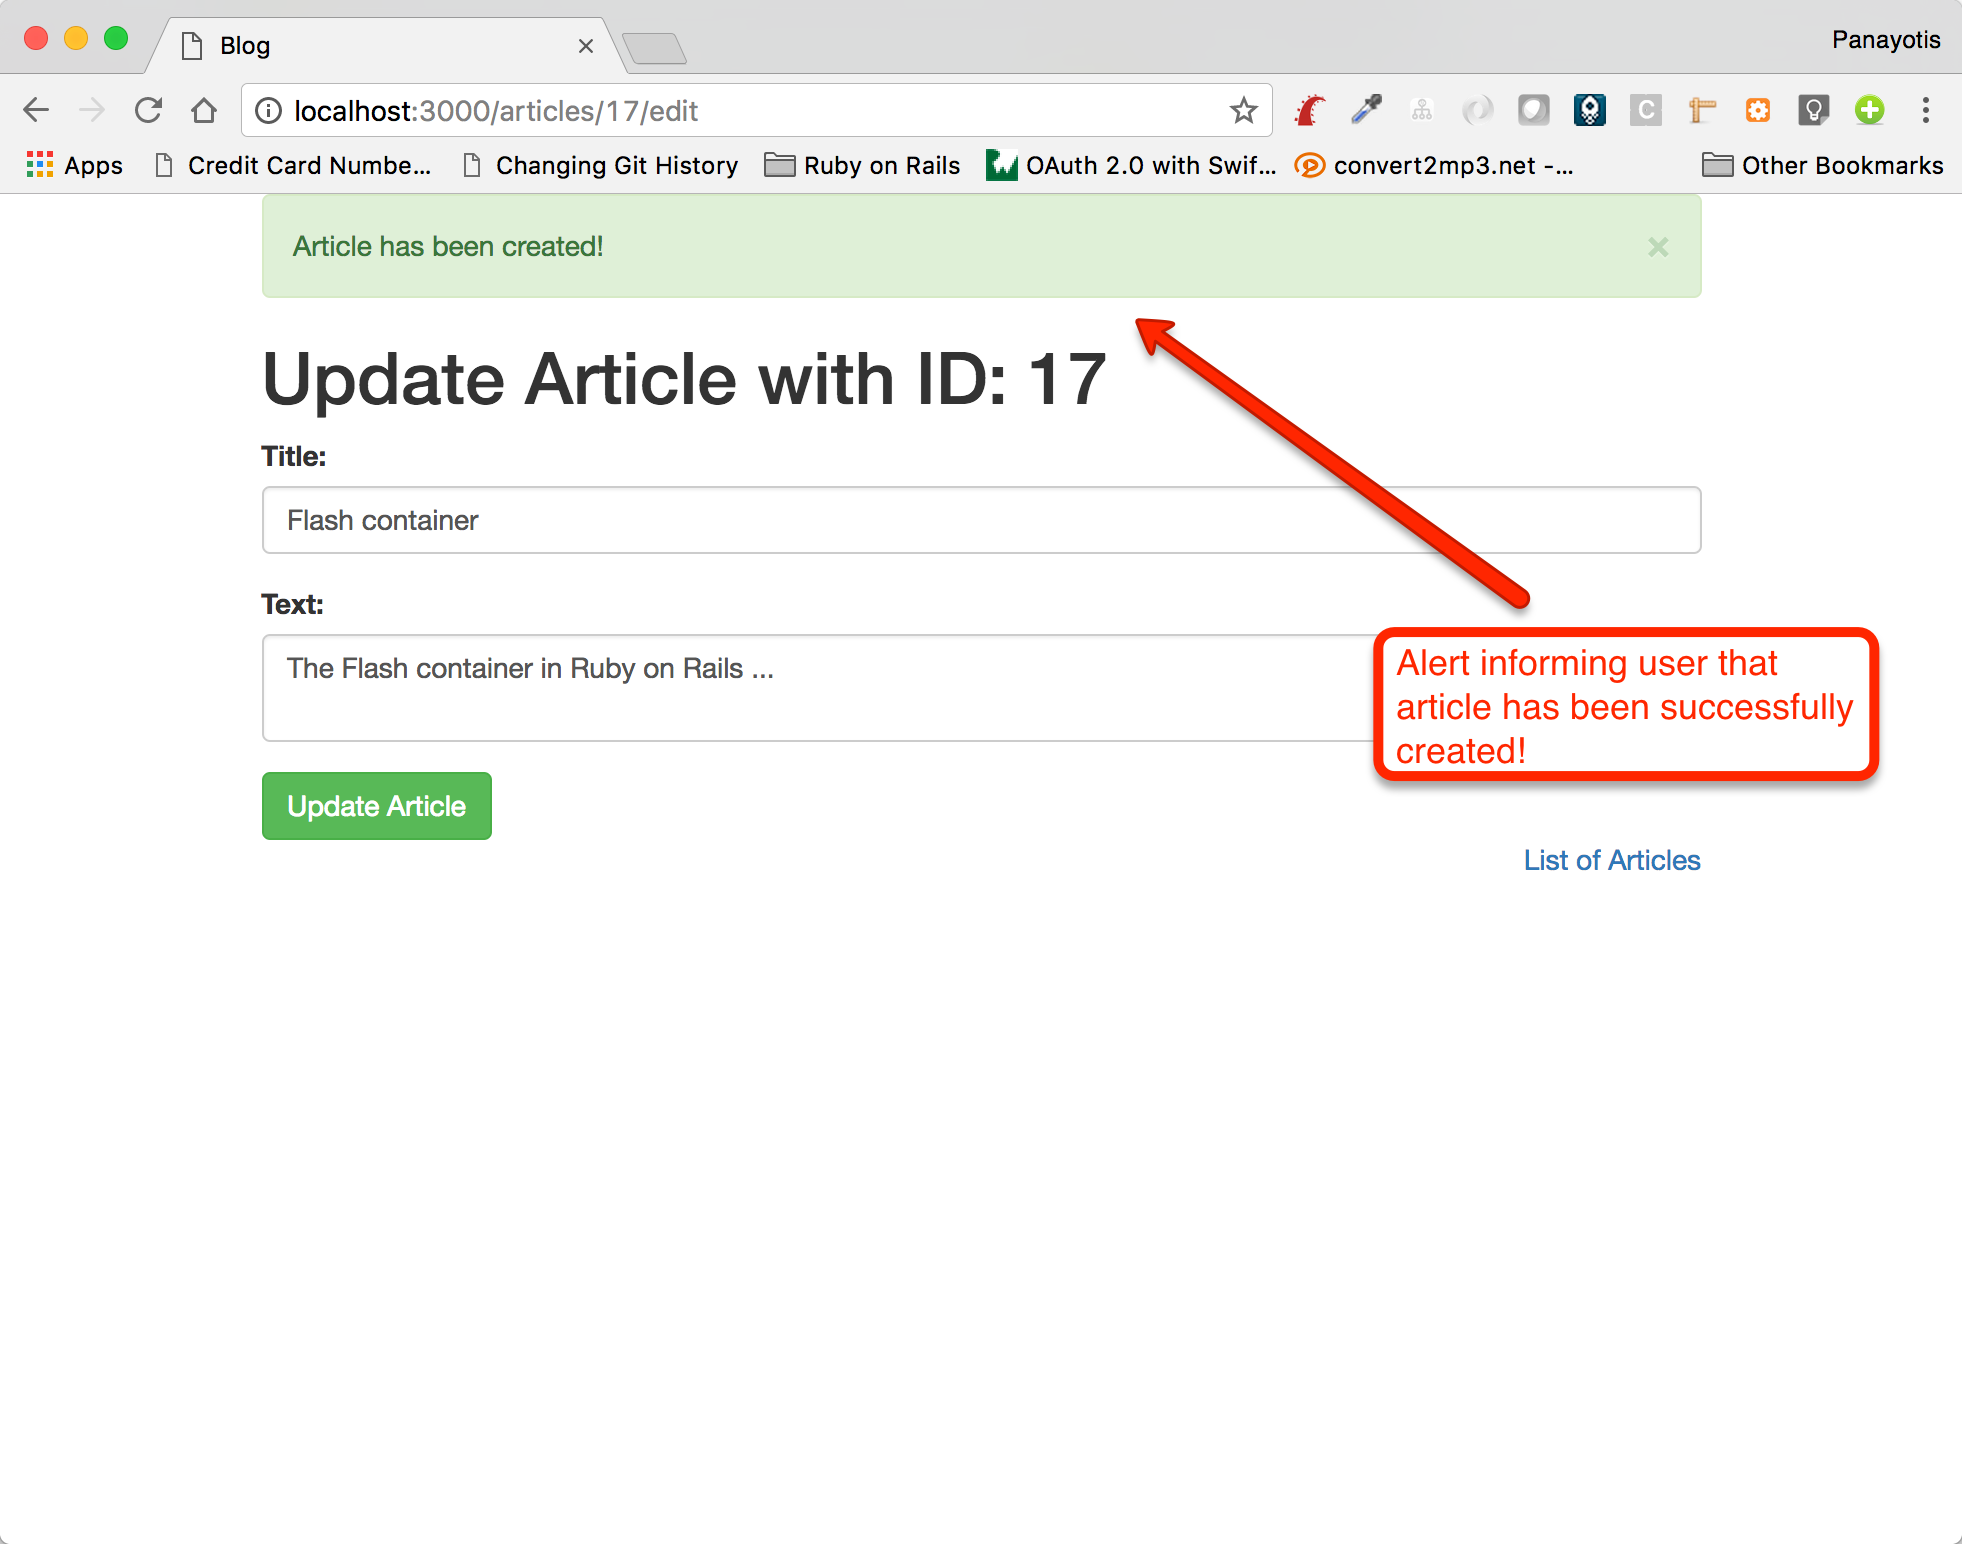 Blog
Panayotis
localhost:3000/articles/17/edit
C
Apps
Credit Card Numbe...
Changing Git History
Ruby on Rails
OAuth 2.0 with Swif...
convert2mp3.net -...
Other Bookmarks
Article has been created!
×
Update Article with ID: 17
Title:
Flash container
Text:
The Flash container in Ruby on Rails ...
Alert informing user that
article has been successfully
created!
Update Article
List of Articles